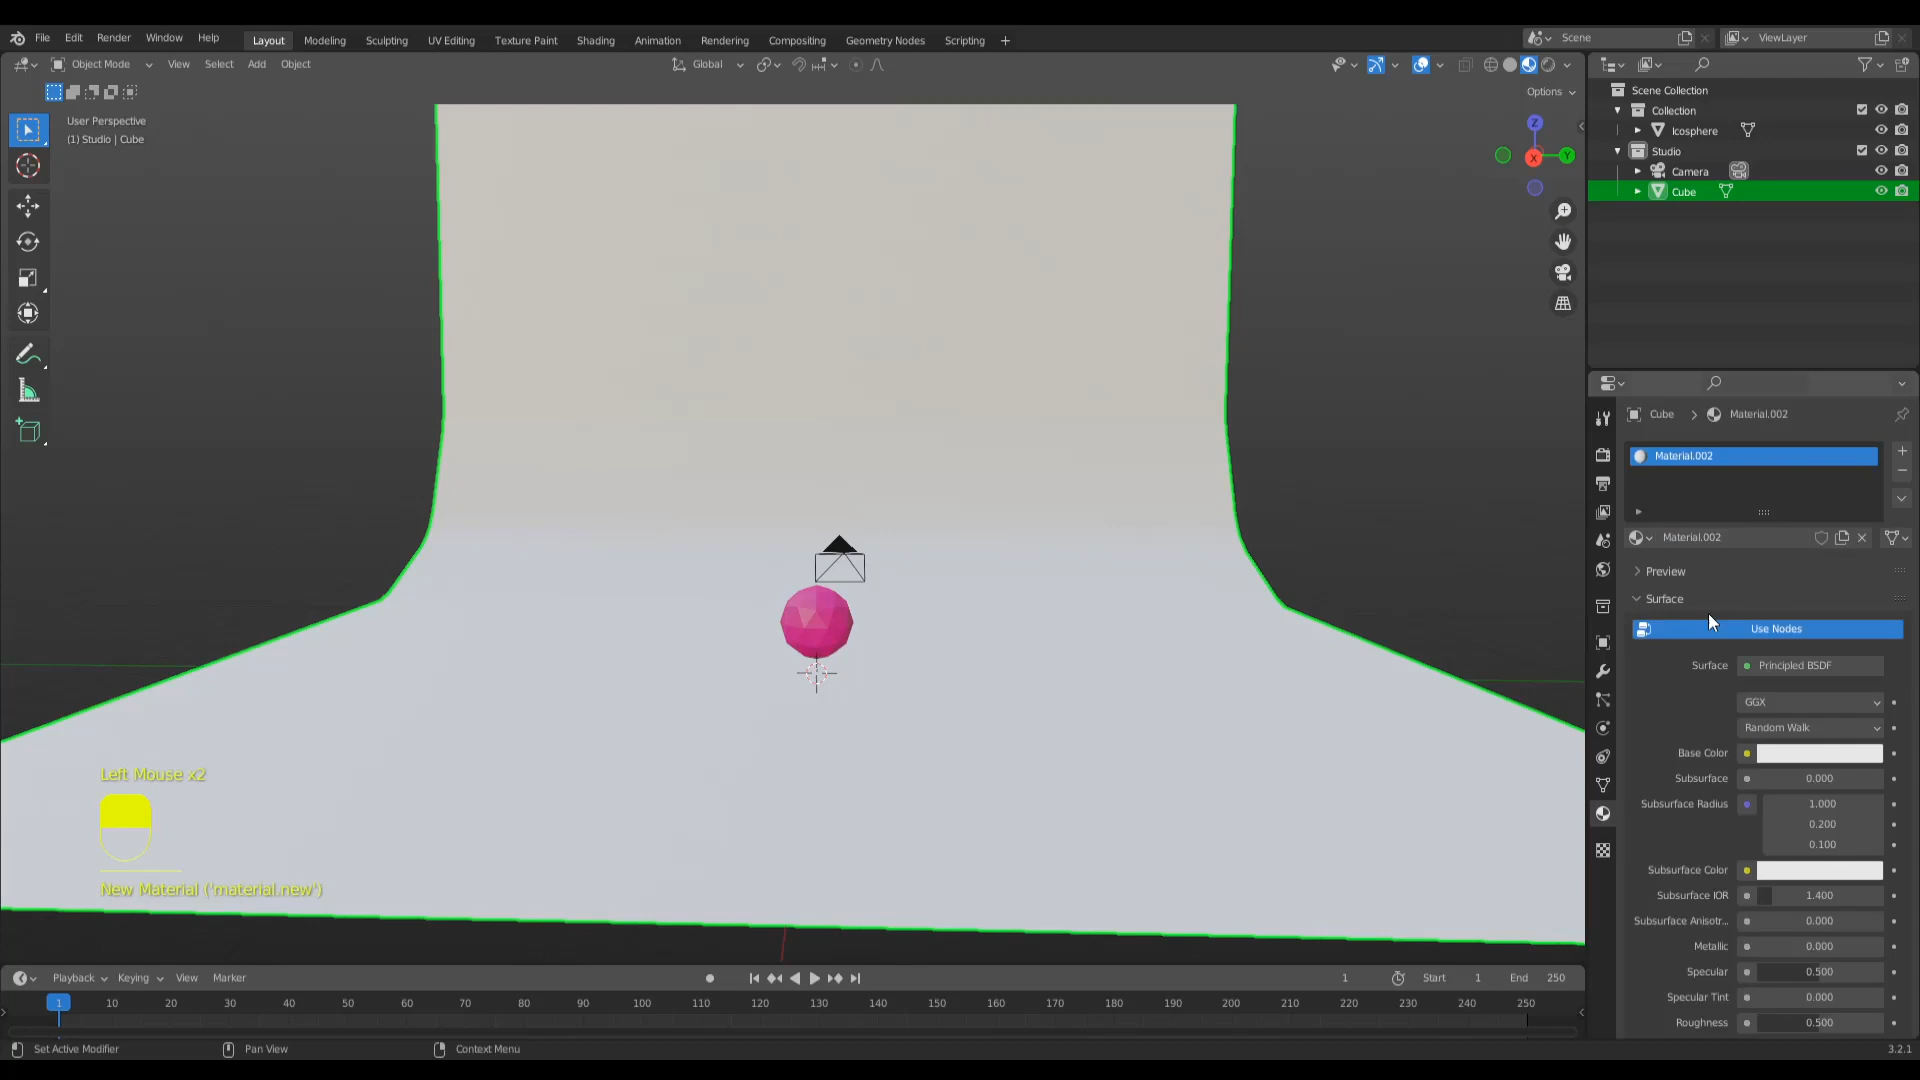 File Edit Render Window Help Layout Modeling Sculpting UV Editing Texture Paint Shading Animation Rendering Compositing Geometry Nodes Scripting + Scene ViewLayer
Object Mode View Select Add Object Global
Options
User Perspective
(1) Studio | Cube
Z
X
Y
Scene Collection
Collection
Icosphere
Studio
Camera
Cube
Cube > Material.002
Material.002
Material.002
Preview
Surface
Use Nodes
Surface Principled BSDF
GGX
Random Walk
Base Color
Subsurface 0.000
Subsurface Radius 1.000
0.200
0.100
Subsurface Color
Subsurface IOR 1.400
Subsurface Anisotr... 0.000
Metallic 0.000
Specular 0.500
Specular Tint 0.000
Roughness 0.500
Left Mouse x2
New Material ('material.new')
Playback Keying View Marker 1 Start 1 End 250
1 10 20 30 40 50 60 70 80 90 100 110 120 130 140 150 160 170 180 190 200 210 220 230 240 250
Set Active Modifier Pan View Context Menu 3.2.1